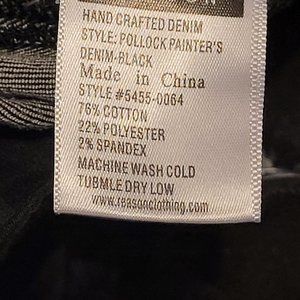 HAND CRAFTED DENIM
STYLE: POLLOCK PAINTER'S
DENIM-BLACK
Made in China
STYLE #5455-0064
76% COTTON
22% POLYESTER
2% SPANDEX
MACHINE WASH COLD
TUBMLE DRY LOW
www.reasonclothing.com